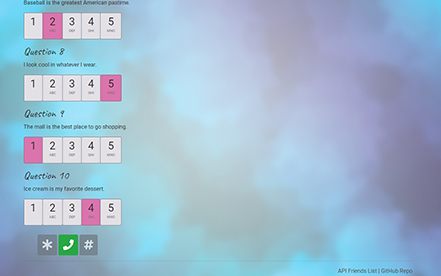 Baseball is the greatest American pastime.
1 2 3 4 5
ABC DEF GHI MNO
Question 8
I look cool in whatever I wear.
1 2 3 4 5
ABC DEF GHI
Question 9
The mall is the best place to go shopping.
1 2 3 4 5
ABC DEF GHI MNO
Question 10
Ice cream is my favorite dessert.
1 2 3 4 5
ABC DEF MNO
* #
API Friends List | GitHub Repo